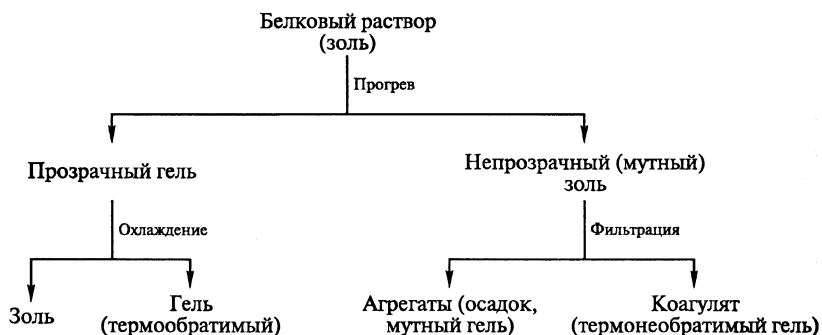 Белковый раствор
(золь)
Прогрев
Прозрачный гель
Непрозрачный (мутный)
золь
Охлаждение
Фильтрация
Золь
Гель
(термообратимый)
Агрегаты (осадок,
мутный гель)
Коагулят
(термонеобратимый гель)